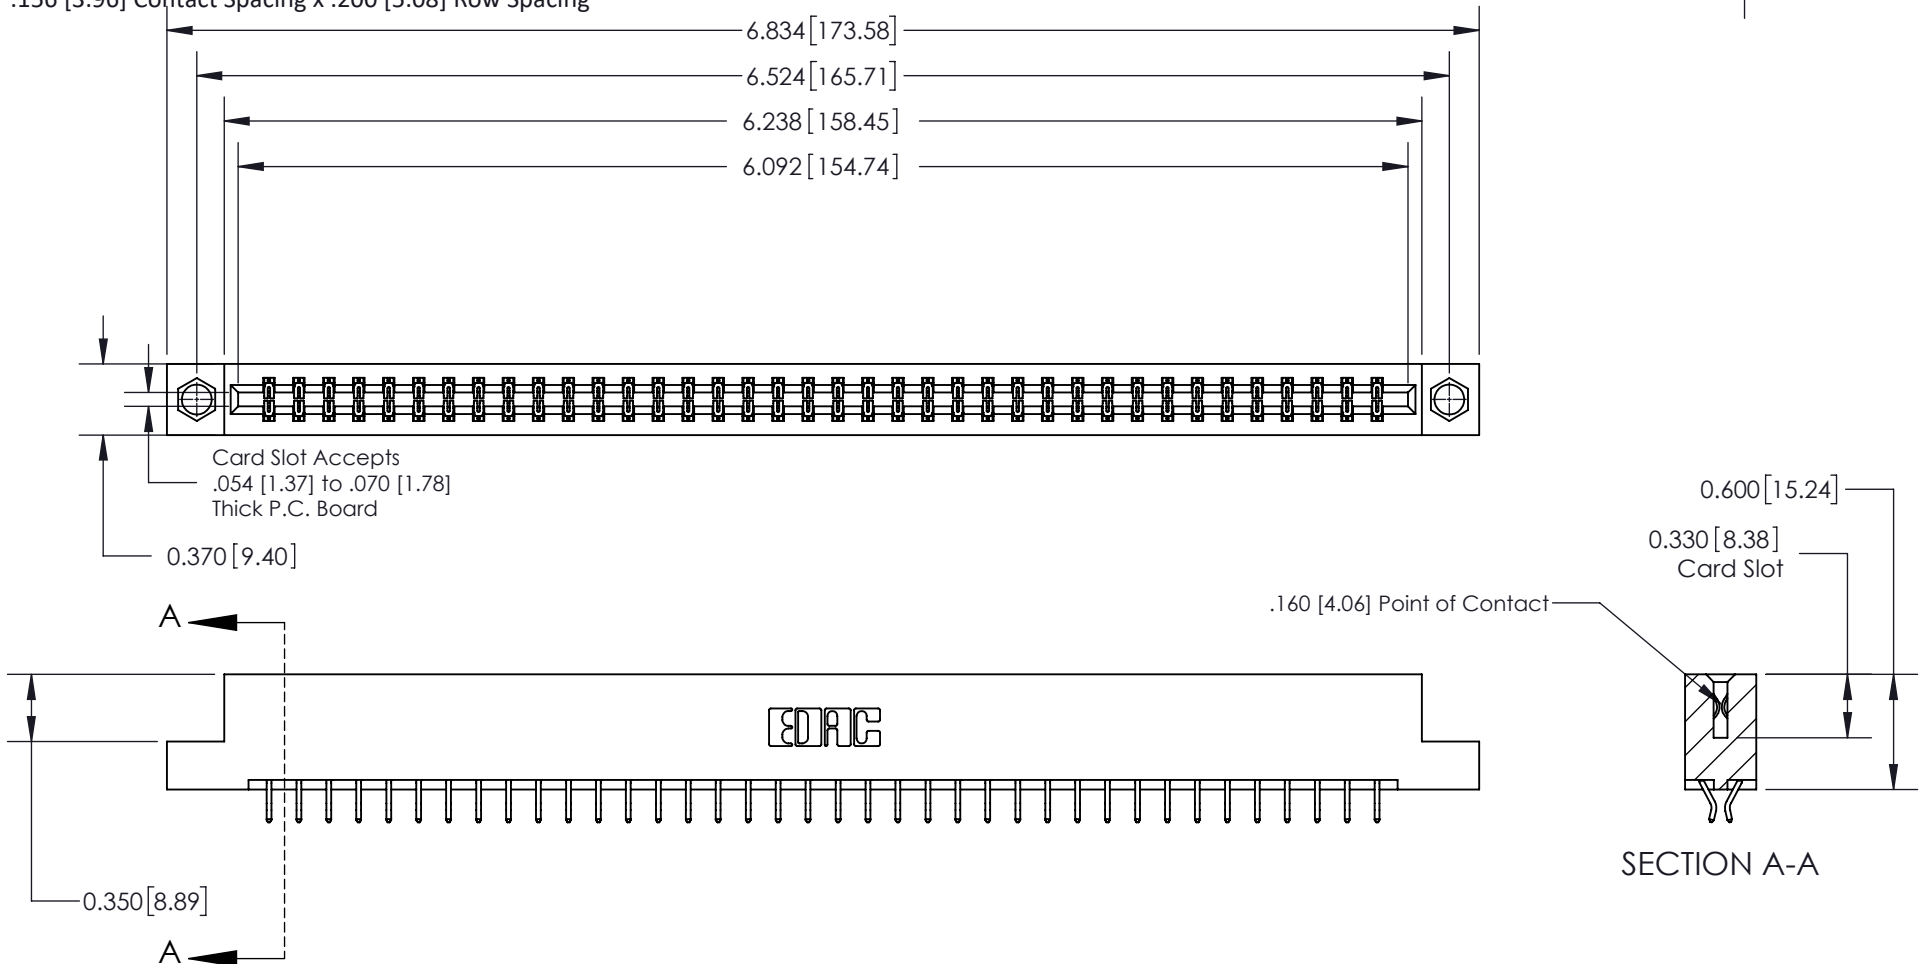 .156 [3.96] Contact Spacing x .200 [5.08] Row Spacing
6.834[173.58]
6.524[165.71]
6.238[158.45]
6.092[154.74]
Card Slot Accepts
.054 [1.37] to .070 [1.78]
Thick P.C. Board
0.370[9.40]
0.600[15.24]
0.330[8.38]
Card Slot
.160 [4.06] Point of Contact
A
EDAC
0.350[8.89]
A
SECTION A-A